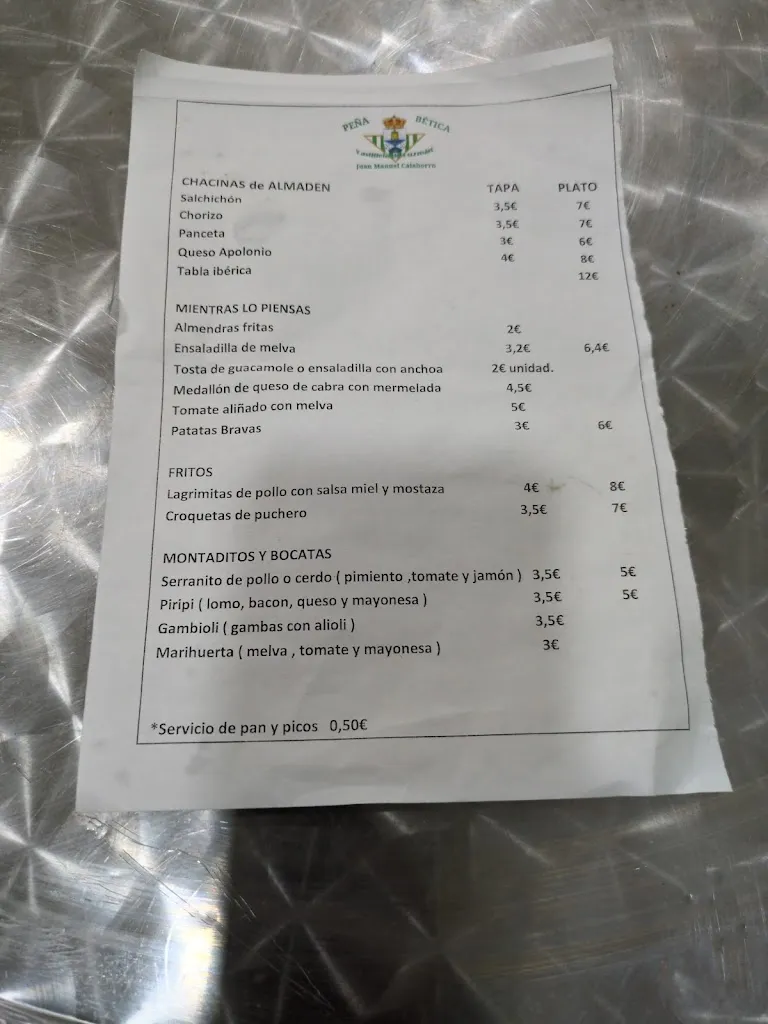 PEÑA BÉTICA
Juan Manuel Calahorro
CHACINAS de ALMADEN TAPA PLATO
Salchichón 3,5€ 7€
Chorizo 3,5€ 7€
Panceta 3€ 6€
Queso Apolonio 4€ 8€
Tabla ibérica 12€
MIENTRAS LO PIENSAS
Almendras fritas 2€
Ensaladilla de melva 3,2€ 6,4€
Tosta de guacamole o ensaladilla con anchoa 2€ unidad.
Medallón de queso de cabra con mermelada 4,5€
Tomate aliñado con melva 5€
Patatas Bravas 3€ 6€
FRITOS
Lagrimitas de pollo con salsa miel y mostaza 4€ 8€
Croquetas de puchero 3,5€ 7€
MONTADITOS Y BOCATAS
Serranito de pollo o cerdo ( pimiento ,tomate y jamón ) 3,5€ 5€
Piripi ( lomo, bacon, queso y mayonesa ) 3,5€ 5€
Gambioli ( gambas con alioli ) 3,5€
Marihuerta ( melva , tomate y mayonesa ) 3€
*Servicio de pan y picos 0,50€